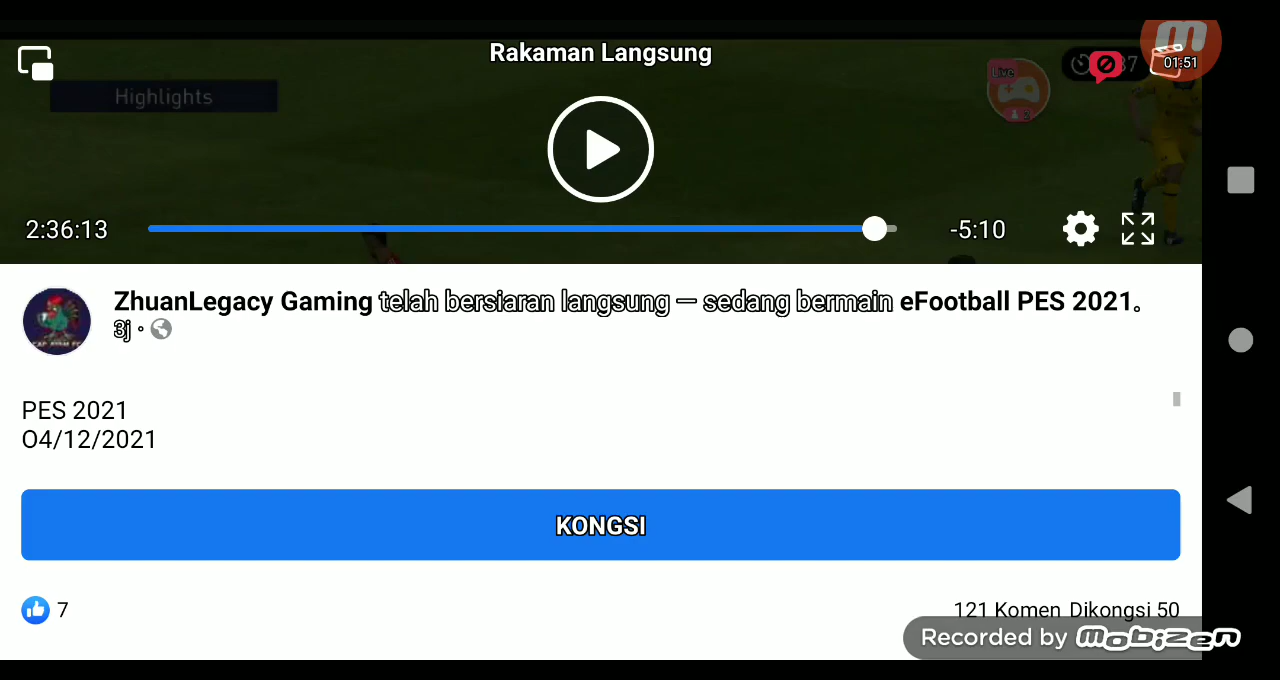 Rakaman Langsung
01:51
Highlights
Live
2:36:13
-5:10
ZhuanLegacy Gaming telah bersiaran langsung — sedang bermain eFootball PES 2021.
3j ·
PES 2021
O4/12/2021
KONGSI
7
121 Komen Dikongsi 50
Recorded by mobizen